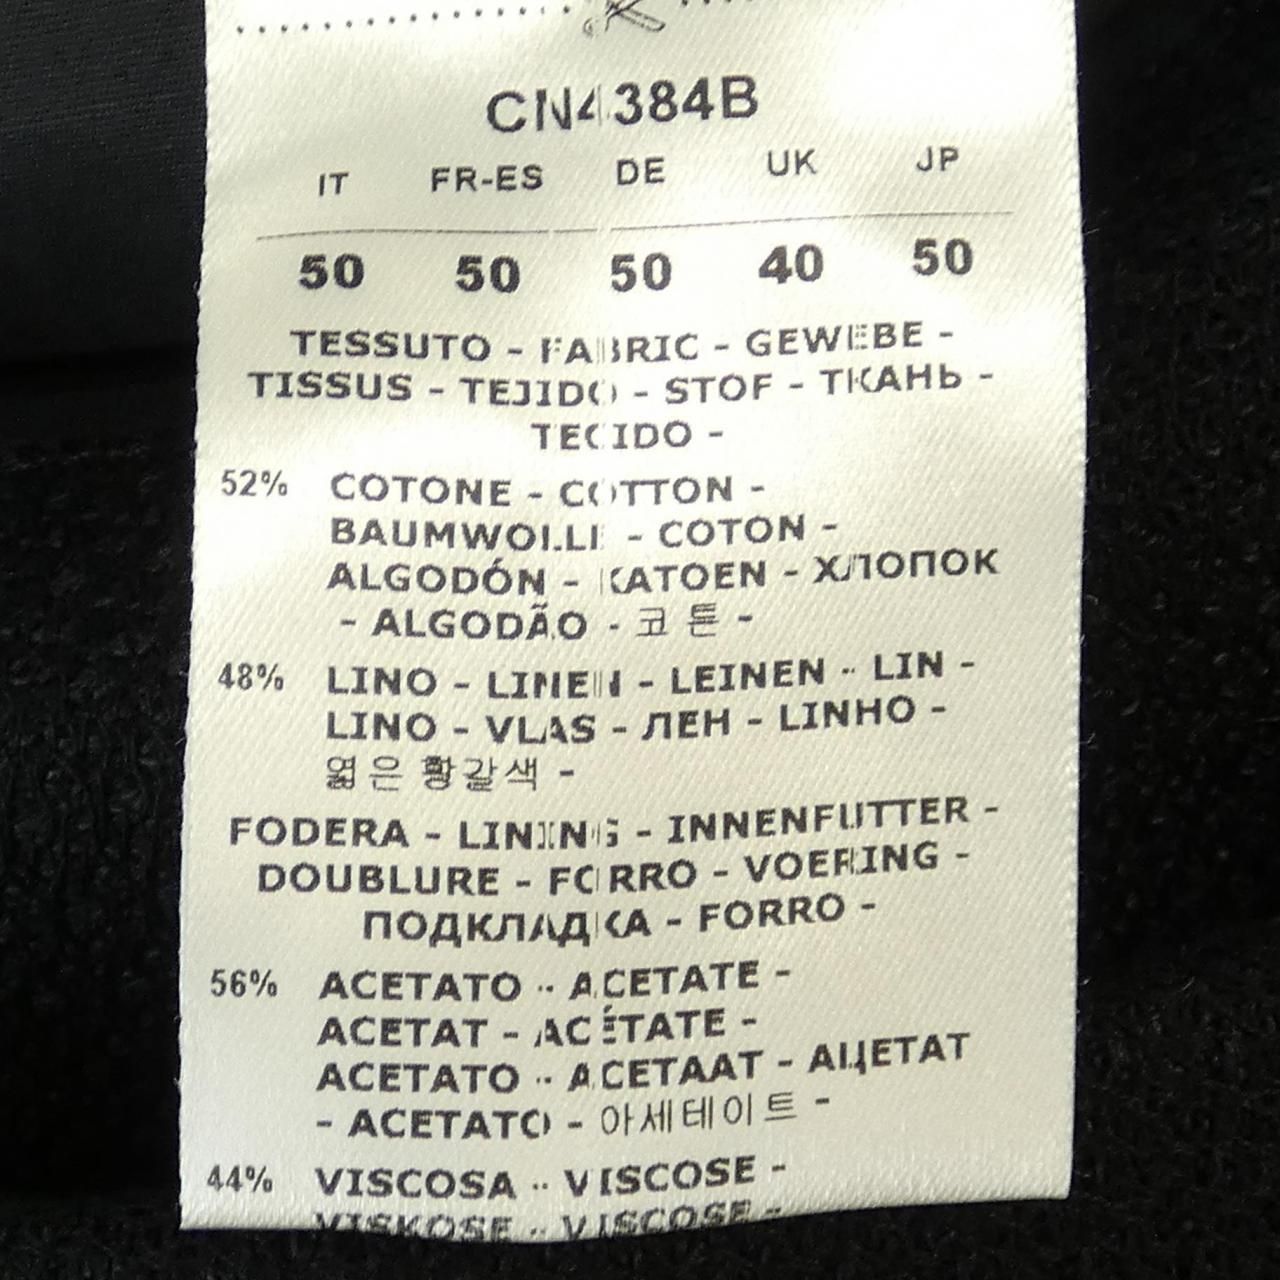 CN4384B
IT FR-ES DE UK JP
50 50 50 40 50
TESSUTO - FABRIC - GEWEBE -
TISSUS - TEJIDO - STOF - ТКАНЬ -
TECIDO -
52% COTONE - COTTON -
BAUMWOLLE - COTON -
ALGODÓN - KATOEN - ХЛОПОК
- ALGODÃO - 코튼 -
48% LINO - LINEN - LEINEN - LIN -
LINO - VLAS - ЛЕН - LINHO -
엷은 황갈색 -
FODERA - LINING - INNENFUTTER -
DOUBLURE - FORRO - VOERING -
ПОДКЛАДКА - FORRO -
56% ACETATO - ACETATE -
ACETAT - ACÉTATE -
ACETATO - ACETAAT - АЦЕТАТ
- ACETATO - 아세테이트 -
44% VISCOSA - VISCOSE -
VISKOSE - VISCOSE -